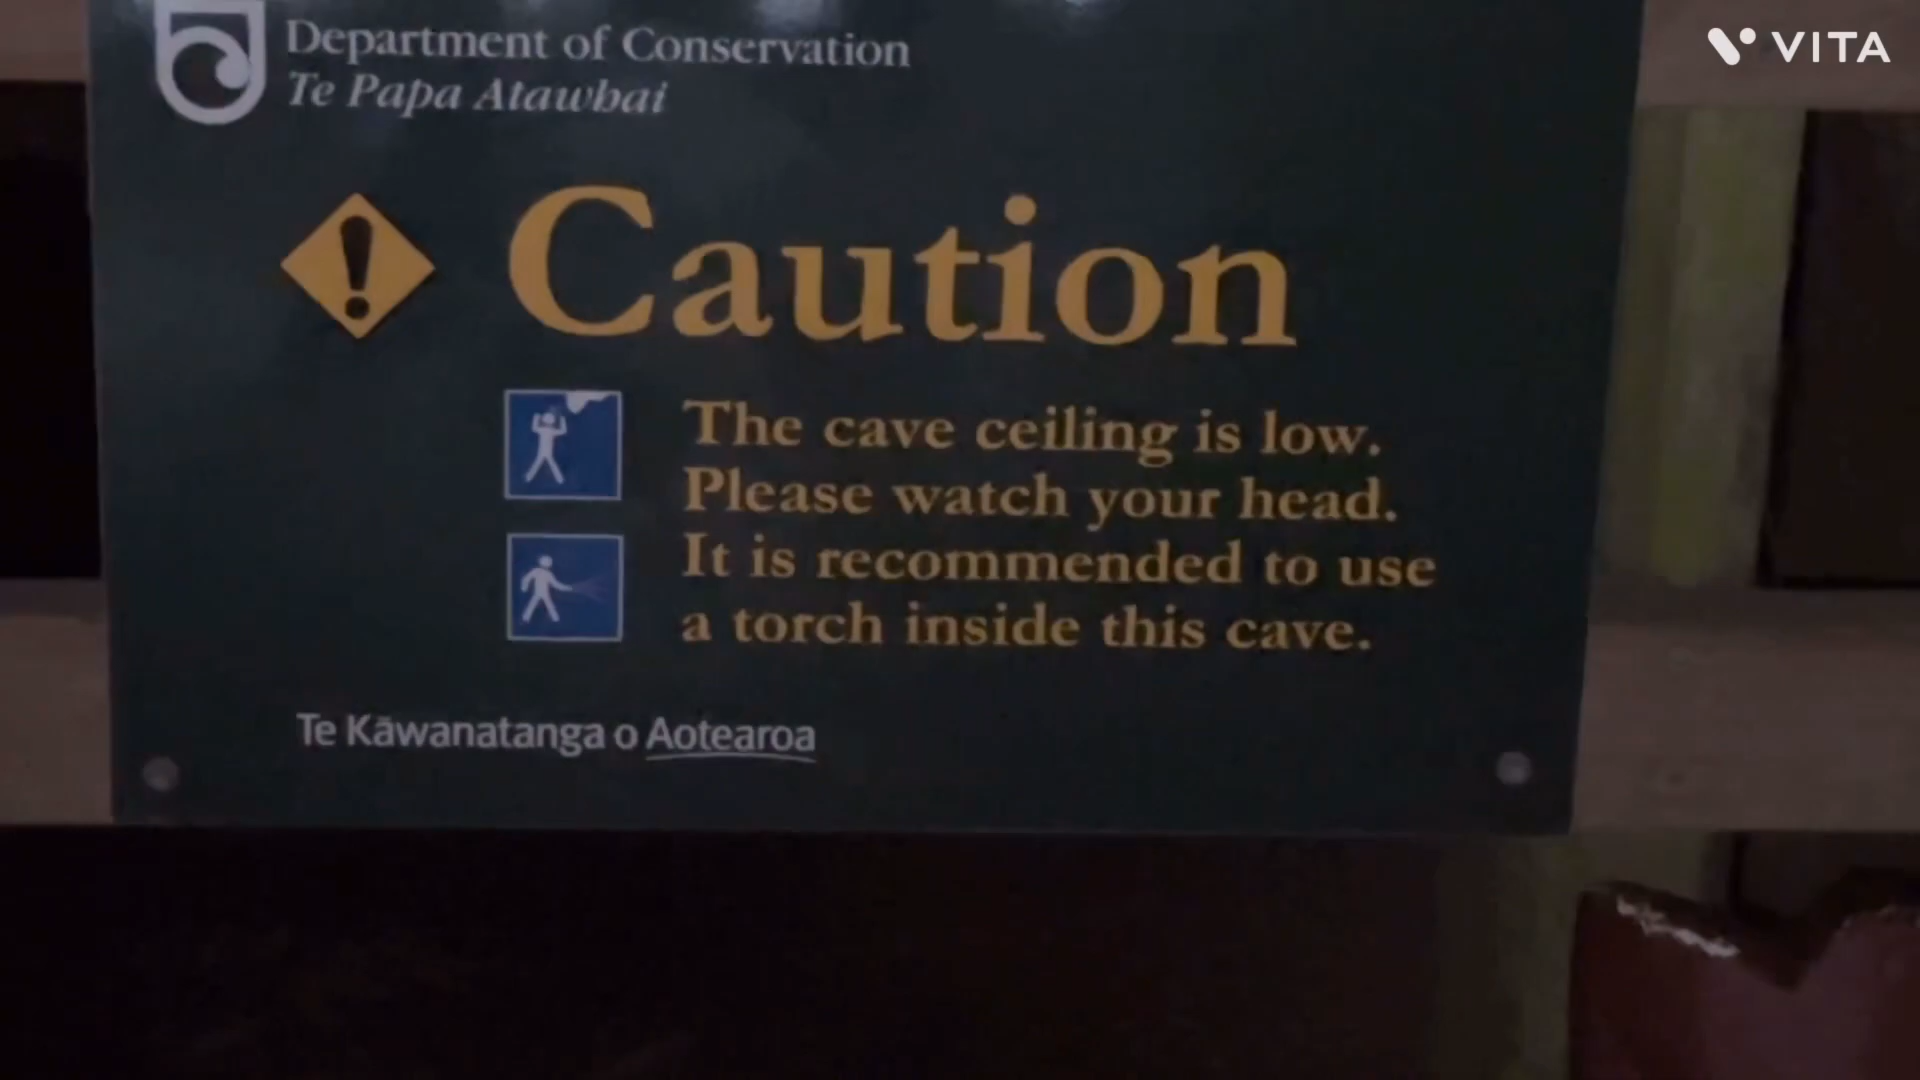 Department of Conservation
Te Papa Atawhai
VITA
Caution
The cave ceiling is low.
Please watch your head.
It is recommended to use
a torch inside this cave.
Te Kāwanatanga o Aotearoa